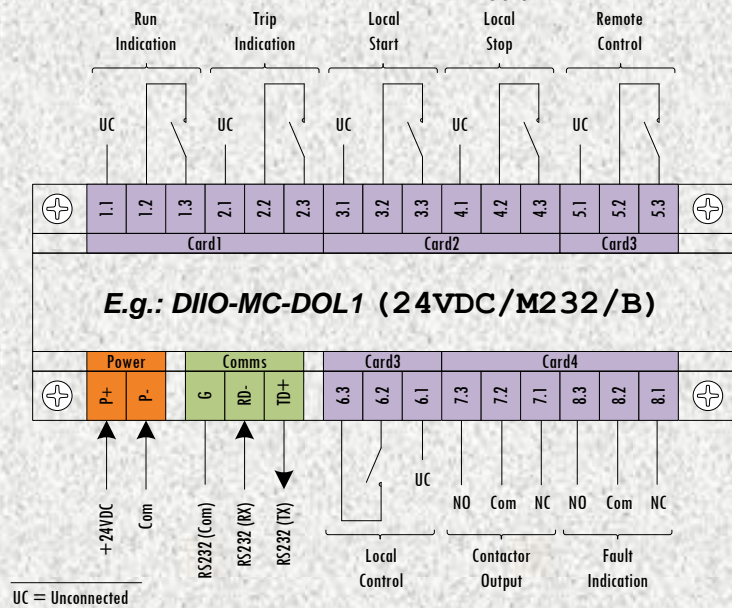 Run Indication
Trip Indication
Local Start
Local Stop
Remote Control
UC
UC
UC
UC
UC
1.1 1.2 1.3 2.1 2.2 2.3 3.1 3.2 3.3 4.1 4.2 4.3 5.1 5.2 5.3
Card1 Card2 Card3
E.g.: DIIO-MC-DOL1 (24VDC/M232/B)
Power Comms Card3 Card4
P+ P- G RD- TD+ 6.3 6.2 6.1 7.3 7.2 7.1 8.3 8.2 8.1
+24VDC
Com
RS232 (Com)
RS232 (RX)
RS232 (TX)
UC
NO Com NC NO Com NC
Local Control
Contactor Output
Fault Indication
UC = Unconnected